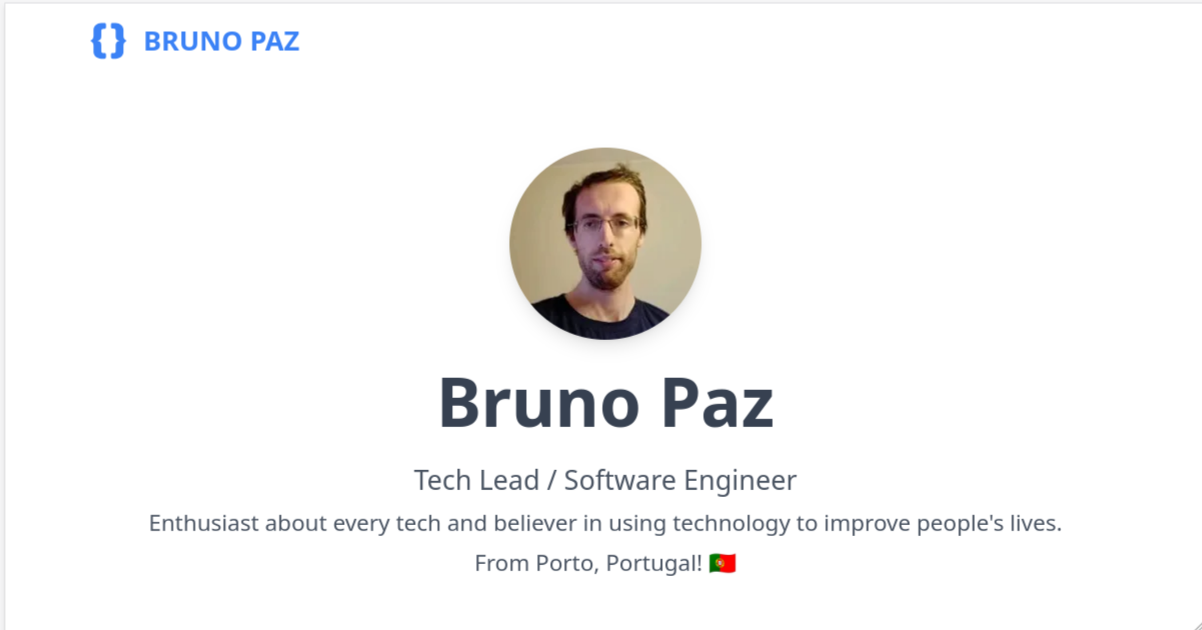 {} BRUNO PAZ
Bruno Paz
Tech Lead / Software Engineer
Enthusiast about every tech and believer in using technology to improve people's lives.
From Porto, Portugal! 🇵🇹